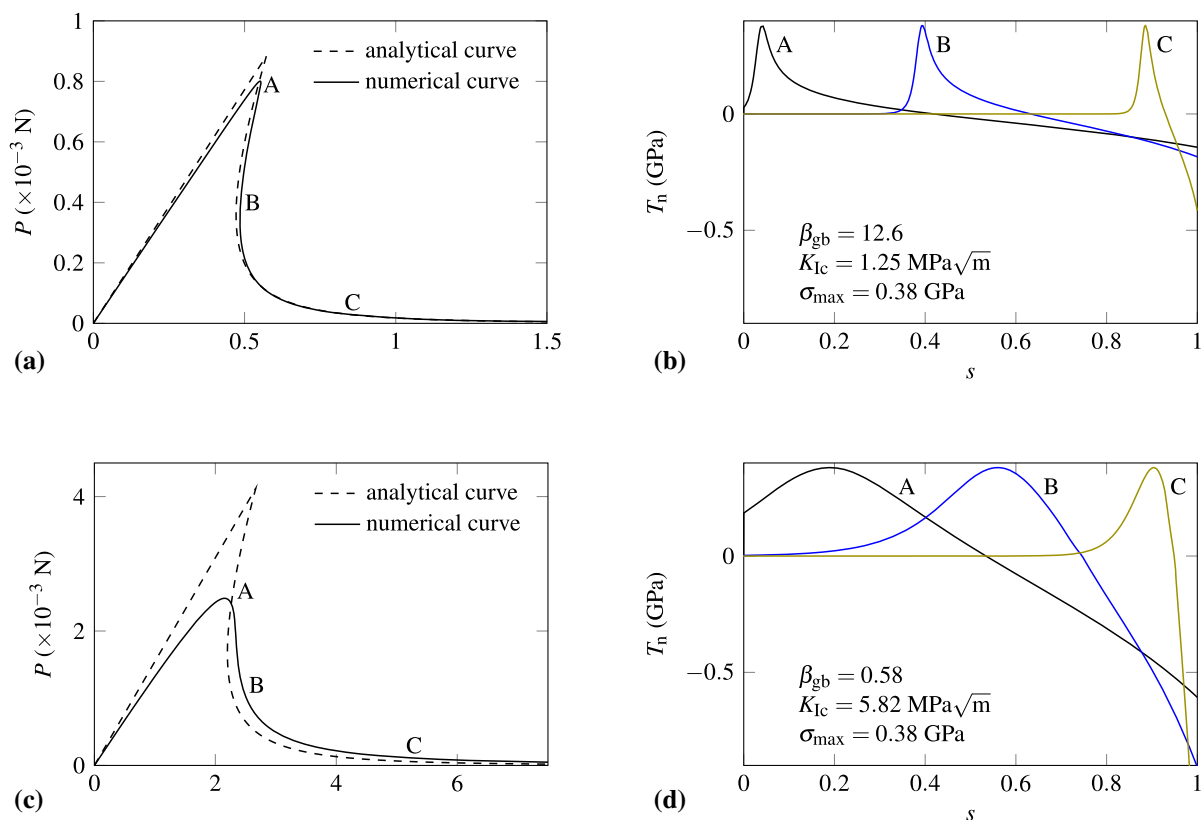 1
0.8
0.6
0.4
0.2
0
P (×10⁻³ N)
analytical curve
numerical curve
A
B
C
0 0.5 1 1.5
(a)
0
−0.5
Tₙ (GPa)
A B C
β_gb = 12.6
K_Ic = 1.25 MPa√m
σ_max = 0.38 GPa
0 0.2 0.4 0.6 0.8 1
s
(b)
4
2
0
P (×10⁻³ N)
analytical curve
numerical curve
A
B
C
0 2 4 6
(c)
0
−0.5
Tₙ (GPa)
A B C
β_gb = 0.58
K_Ic = 5.82 MPa√m
σ_max = 0.38 GPa
0 0.2 0.4 0.6 0.8 1
s
(d)